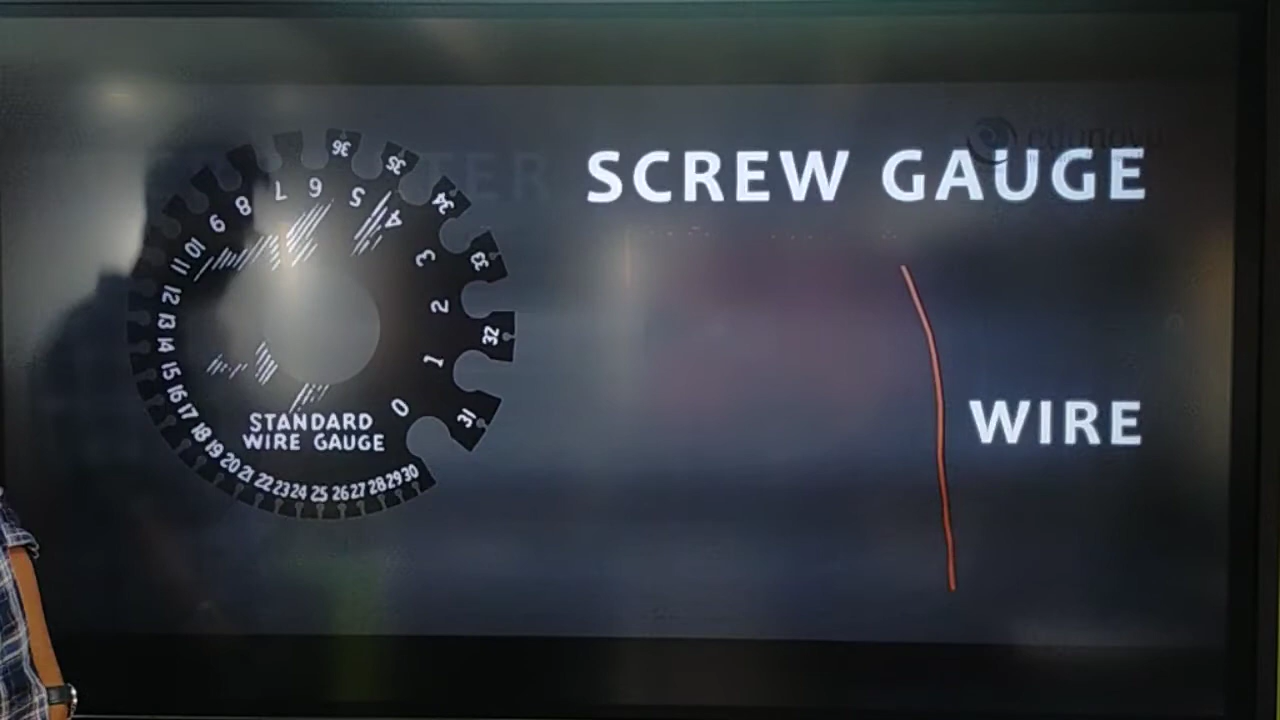 SCREW GAUGE
36
35
34
33
32
31
0 1 2 3 4 5 6 7 8 9 10 11 12 13 14 15 16 17 18 19 20 21 22 23 24 25 26 27 28 29 30
STANDARD
WIRE GAUGE
WIRE